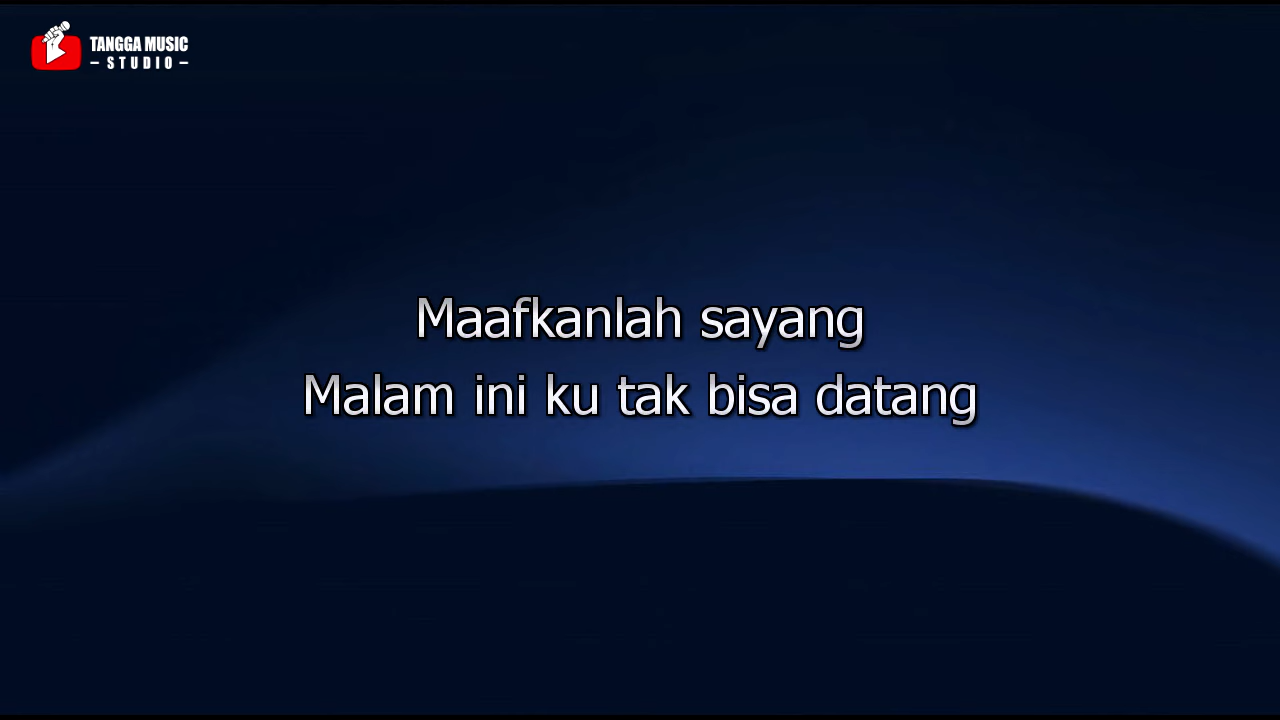 TANGGA MUSIC
– STUDIO –
Maafkanlah sayang
Malam ini ku tak bisa datang